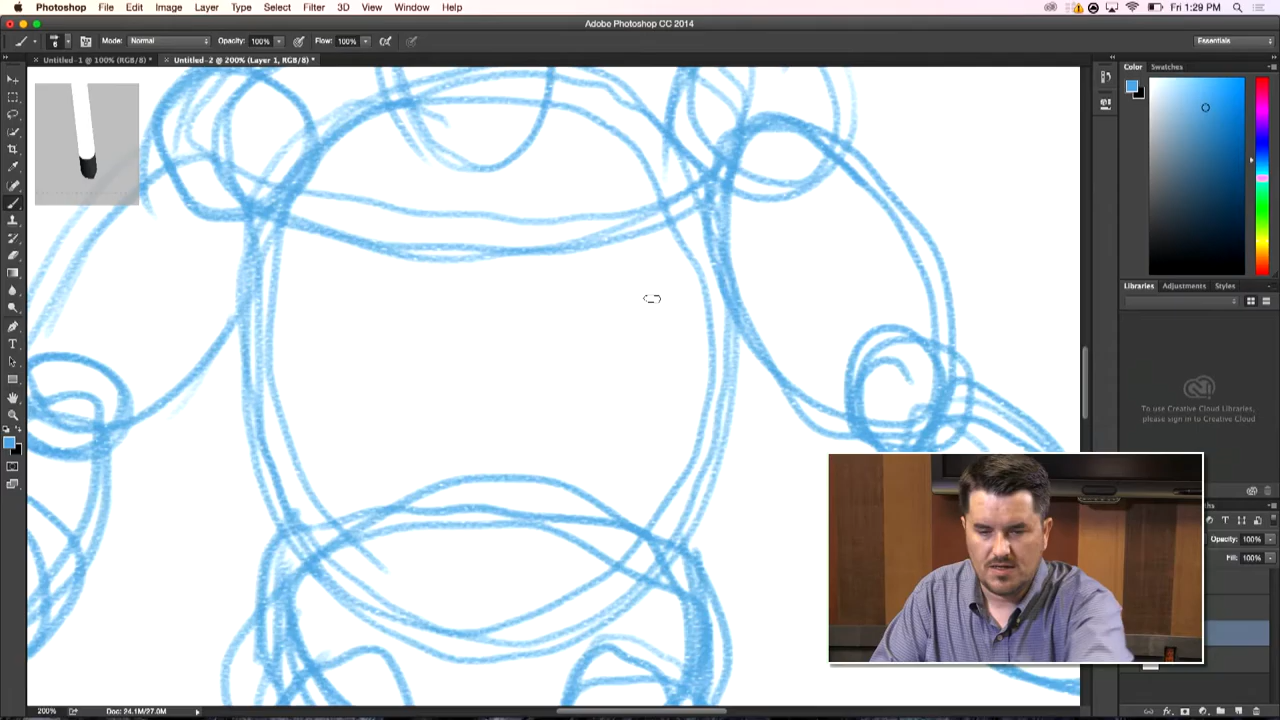 Photoshop File Edit Image Layer Type Select Filter 3D View Window Help Fri 1:29 PM
Adobe Photoshop CC 2014
6 Mode: Normal Opacity: 100% Flow: 100% Essentials
Untitled-1 @ 100% (RGB/8) * Untitled-2 @ 200% (Layer 1, RGB/8) *
Color Swatches
Libraries Adjustments Styles
To use Creative Cloud Libraries,
please sign in to Creative Cloud
ths
Opacity: 100%
Fill: 100%
200% Doc: 24.1M/27.0M